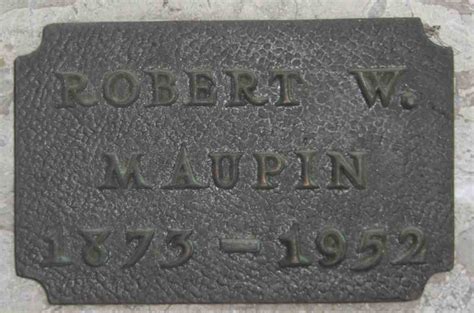 ROBERT W.
MAUPIN
1873 – 1952